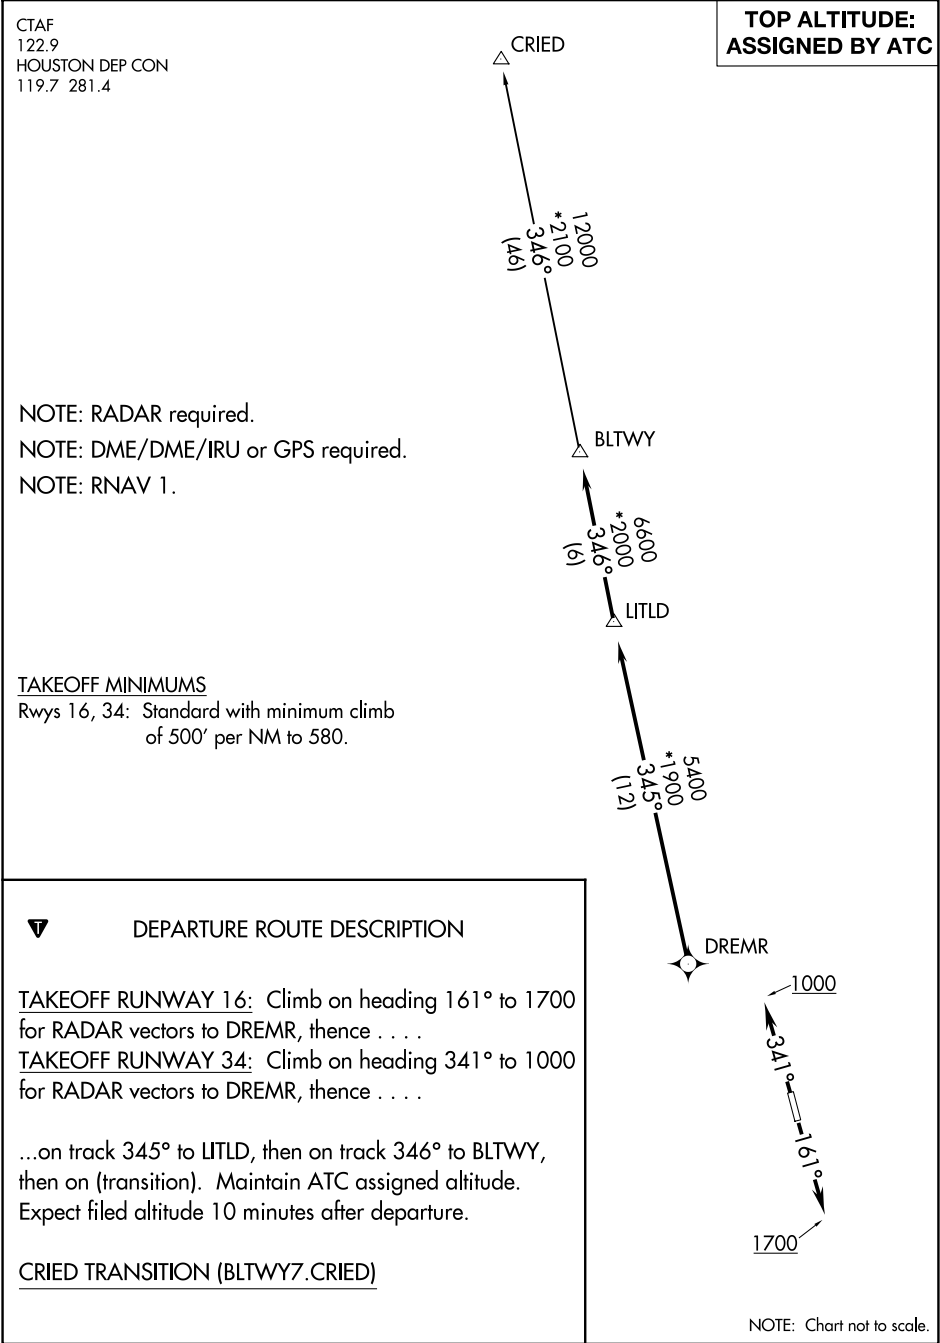 CTAF
122.9
HOUSTON DEP CON
119.7 281.4
TOP ALTITUDE:
ASSIGNED BY ATC
CRIED
12000
*2100
346°
(46)
NOTE: RADAR required.
NOTE: DME/DME/IRU or GPS required.
NOTE: RNAV 1.
BLTWY
6600
*2000
346°
(6)
LITLD
TAKEOFF MINIMUMS
Rwys 16, 34: Standard with minimum climb
of 500' per NM to 580.
5400
*1900
345°
(12)
DREMR
1000
341°
161°
1700
T
DEPARTURE ROUTE DESCRIPTION
TAKEOFF RUNWAY 16: Climb on heading 161° to 1700
for RADAR vectors to DREMR, thence . . . .
TAKEOFF RUNWAY 34: Climb on heading 341° to 1000
for RADAR vectors to DREMR, thence . . . .
...on track 345° to LITLD, then on track 346° to BLTWY,
then on (transition). Maintain ATC assigned altitude.
Expect filed altitude 10 minutes after departure.
CRIED TRANSITION (BLTWY7.CRIED)
NOTE: Chart not to scale.